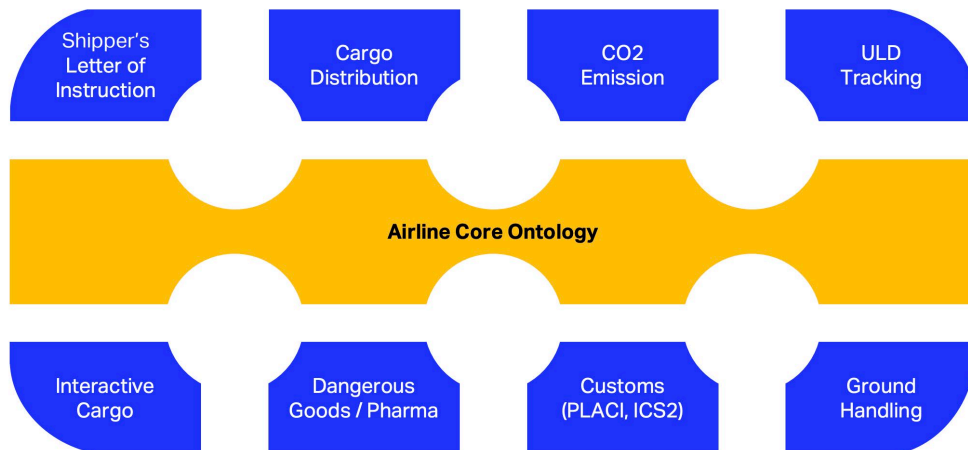 Shipper's
Letter of
Instruction
Cargo
Distribution
CO2
Emission
ULD
Tracking
Airline Core Ontology
Interactive
Cargo
Dangerous
Goods / Pharma
Customs
(PLACI, ICS2)
Ground
Handling